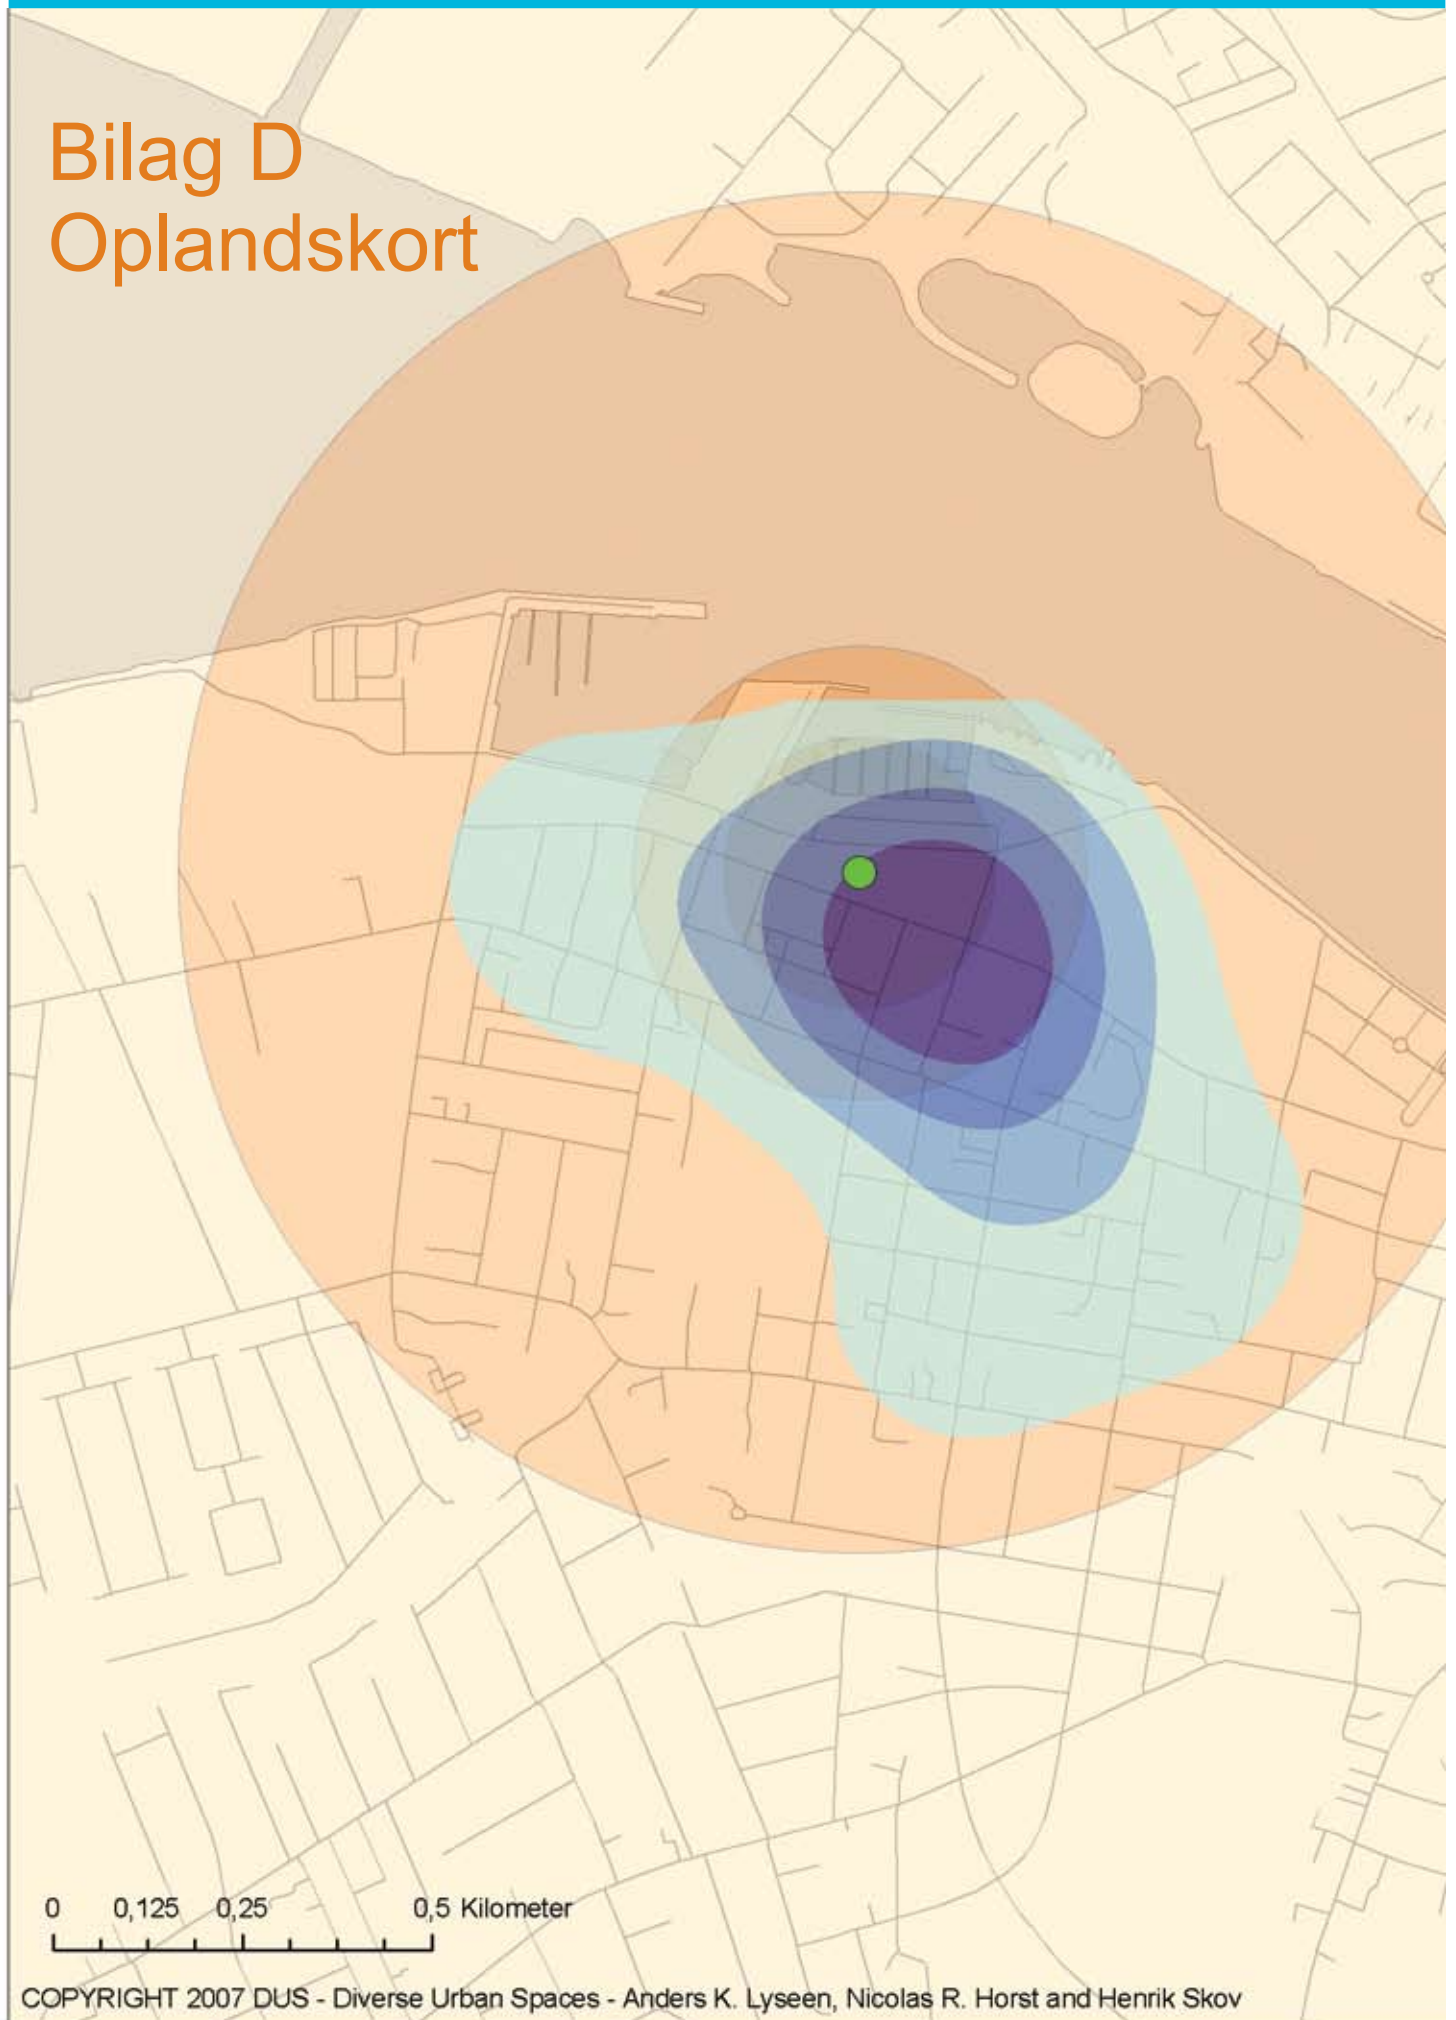 Bilag D
Oplandskort
0 0,125 0,25 0,5 Kilometer
COPYRIGHT 2007 DUS - Diverse Urban Spaces - Anders K. Lyseen, Nicolas R. Horst and Henrik Skov